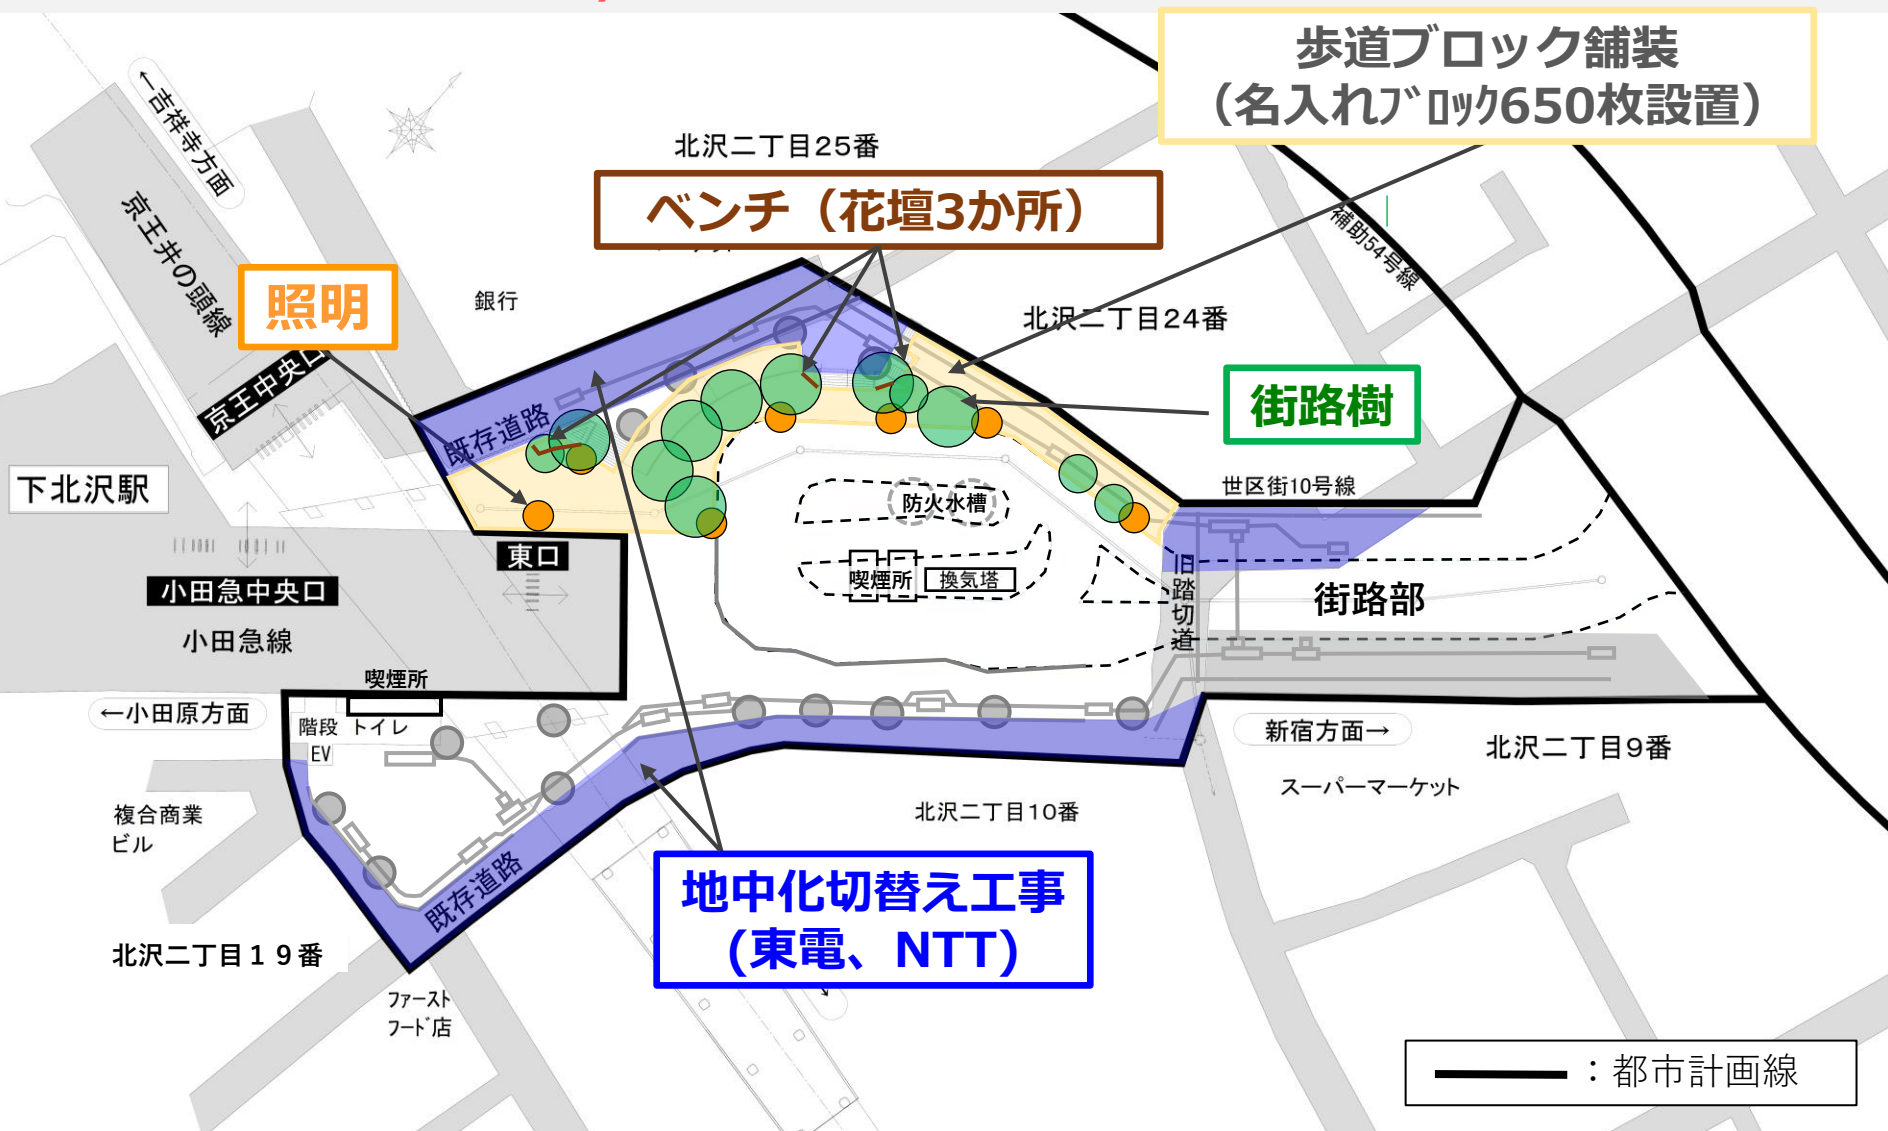 歩道ブロック舗装
（名入れﾌﾞﾛｯｸ650枚設置）
←吉祥寺方面
北沢二丁目25番
京王井の頭線
ベンチ（花壇3か所）
補助54号線
照明
銀行
北沢二丁目24番
京王中央口
街路樹
既存道路
下北沢駅
世区街10号線
防火水槽
東口
喫煙所
換気塔
旧踏切道
小田急中央口
街路部
小田急線
喫煙所
←小田原方面
階段
トイレ
EV
新宿方面→
北沢二丁目9番
スーパーマーケット
複合商業
ビル
北沢二丁目10番
既存道路
地中化切替え工事
(東電、NTT)
北沢二丁目１９番
ファースト
フード店
：都市計画線